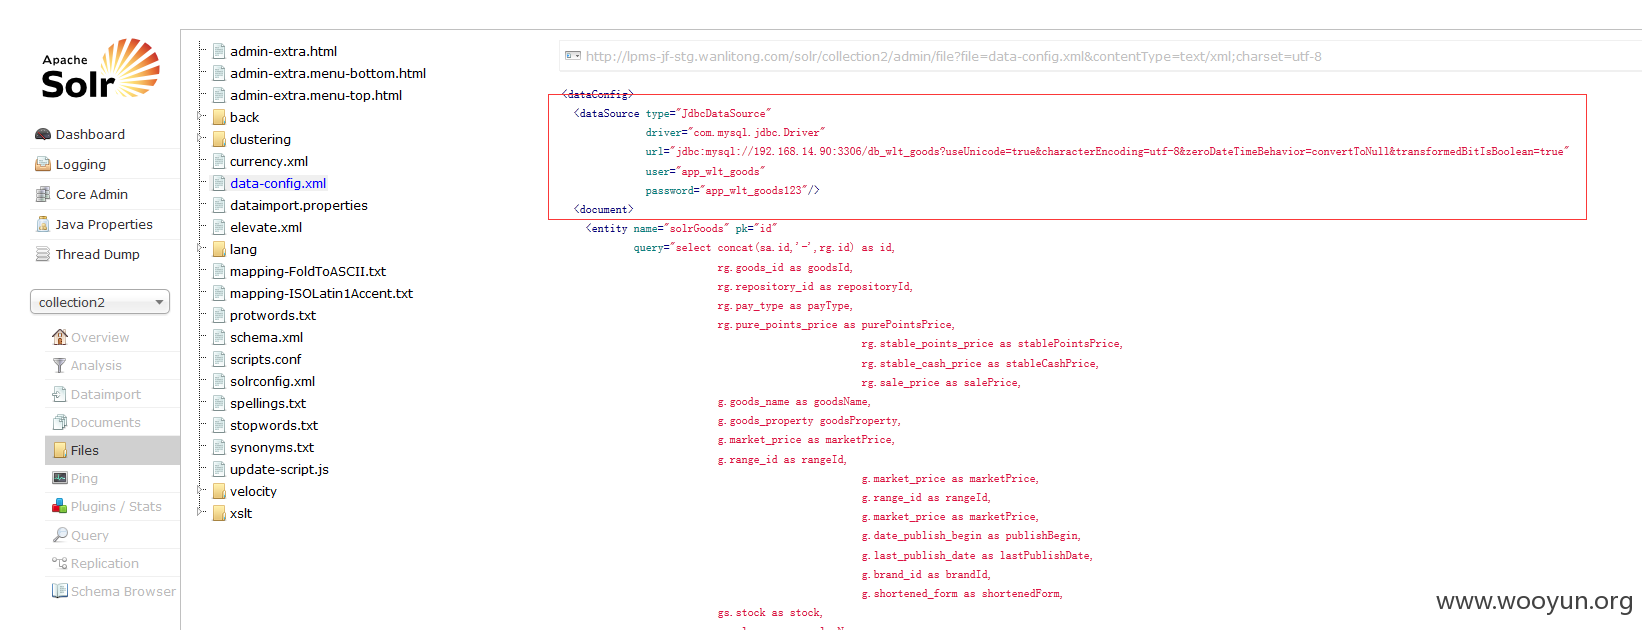 Apache
Solr
Dashboard
Logging
Core Admin
Java Properties
Thread Dump
collection2
Overview
Analysis
Dataimport
Documents
Files
Ping
Plugins / Stats
Query
Replication
Schema Browser
admin-extra.html
admin-extra.menu-bottom.html
admin-extra.menu-top.html
back
clustering
currency.xml
data-config.xml
dataimport.properties
elevate.xml
lang
mapping-FoldToASCII.txt
mapping-ISOLatin1Accent.txt
protwords.txt
schema.xml
scripts.conf
solrconfig.xml
spellings.txt
stopwords.txt
synonyms.txt
update-script.js
velocity
xslt
http://lpms-jf-stg.wanlitong.com/solr/collection2/admin/file?file=data-config.xml&contentType=text/xml;charset=utf-8
<dataConfig>
<dataSource type="JdbcDataSource"
driver="com.mysql.jdbc.Driver"
url="jdbc:mysql://192.168.14.90:3306/db_wlt_goods?useUnicode=true&characterEncoding=utf-8&zeroDateTimeBehavior=convertToNull&transformedBitIsBoolean=true"
user="app_wlt_goods"
password="app_wlt_goods123"/>
<document>
<entity name="solrGoods" pk="id"
query="select concat(sa.id,'-',rg.id) as id,
rg.goods_id as goodsId,
rg.repository_id as repositoryId,
rg.pay_type as payType,
rg.pure_points_price as purePointsPrice,
rg.stable_points_price as stablePointsPrice,
rg.stable_cash_price as stableCashPrice,
rg.sale_price as salePrice,
g.goods_name as goodsName,
g.goods_property goodsProperty,
g.market_price as marketPrice,
g.range_id as rangeId,
g.market_price as marketPrice,
g.range_id as rangeId,
g.market_price as marketPrice,
g.date_publish_begin as publishBegin,
g.last_publish_date as lastPublishDate,
g.brand_id as brandId,
g.shortened_form as shortenedForm,
gs.stock as stock,
www.wooyun.org